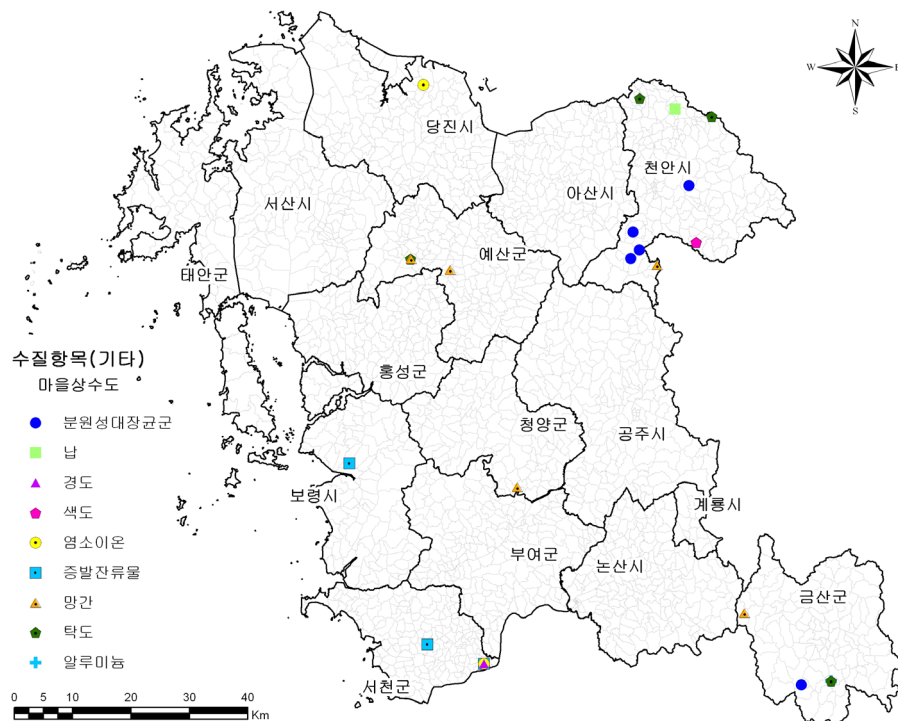 N
W
E
S
당진시
천안시
아산시
서산시
예산군
태안군
수질항목(기타)
마을상수도
홍성군
분원성대장균군
청양군
공주시
납
경도
보령시
계룡시
색도
염소이온
부여군
논산시
증발잔류물
금산군
망간
탁도
알루미늄
서천군
0 5 10 20 30 40
Km